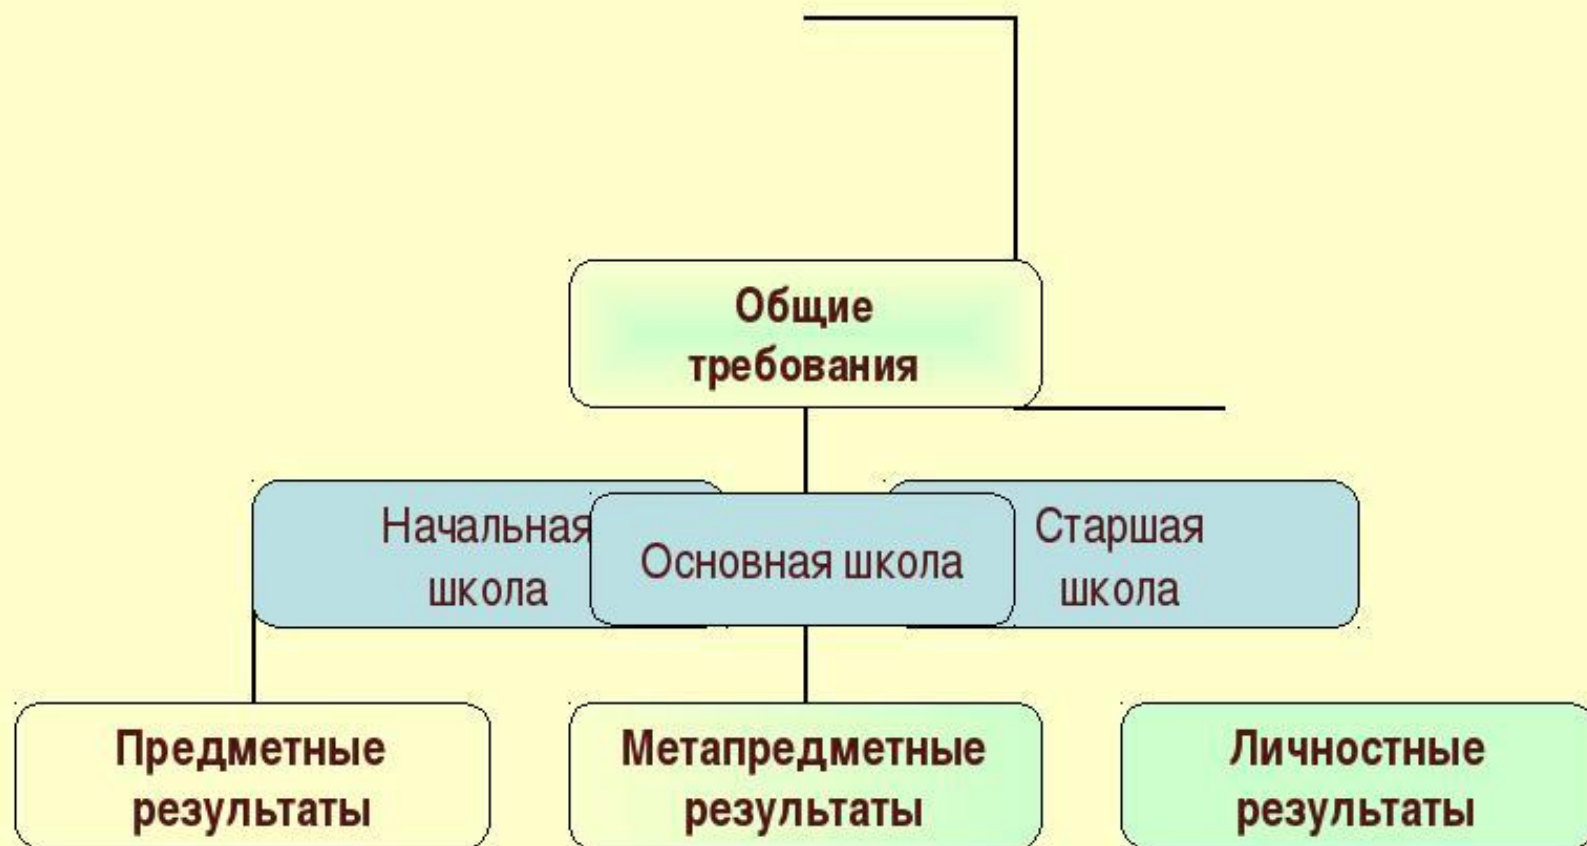 Общие
требования
Начальная
школа
Основная школа
Старшая
школа
Предметные
результаты
Метапредметные
результаты
Личностные
результаты